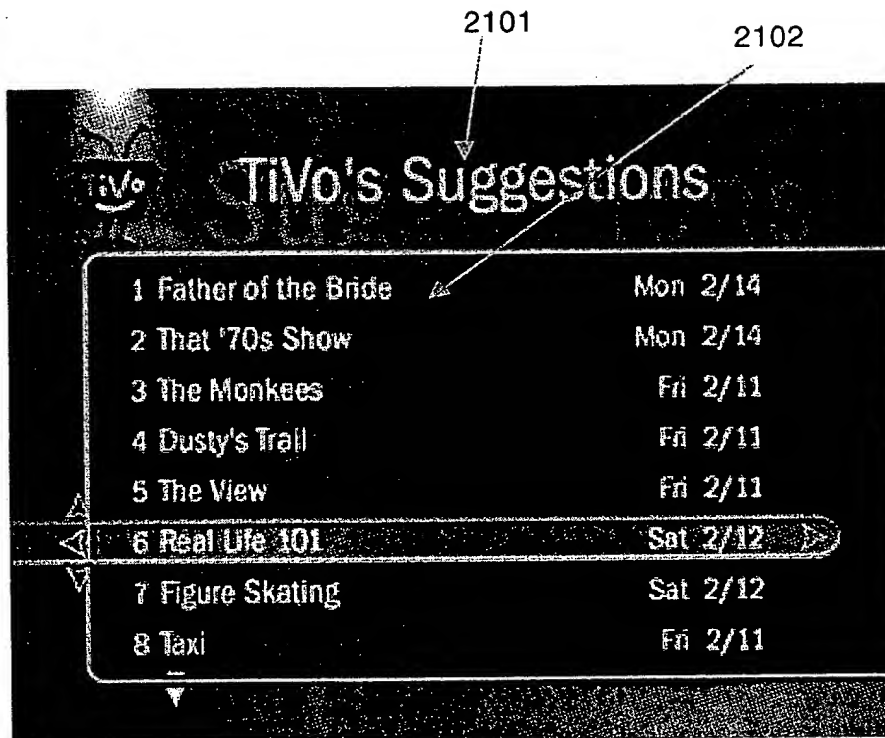 2101
2102
TiVo
TiVo's Suggestions
1 Father of the Bride Mon 2/14
2 That '70s Show Mon 2/14
3 The Monkees Fri 2/11
4 Dusty's Trail Fri 2/11
5 The View Fri 2/11
6 Real Life 101 Sat 2/12
7 Figure Skating Sat 2/12
8 Taxi Fri 2/11